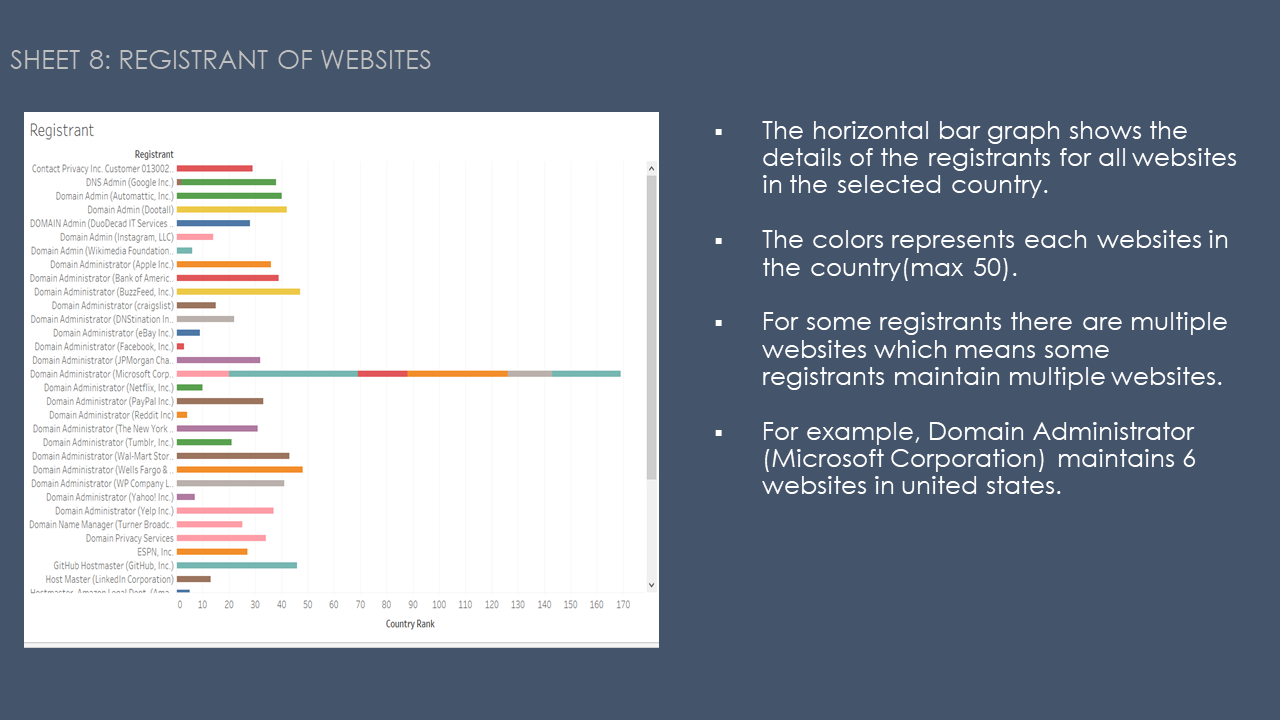 SHEET 8: REGISTRANT OF WEBSITES
Registrant
Registrant
Contact Privacy Inc. Customer 013002..
DNS Admin (Google Inc.)
Domain Admin (Automattic, Inc.)
Domain Admin (Dootall)
DOMAIN Admin (DuoDecad IT Services ..
Domain Admin (Instagram, LLC)
Domain Admin (Wikimedia Foundation..
Domain Administrator (Apple Inc.)
Domain Administrator (Bank of Americ..
Domain Administrator (BuzzFeed, Inc.)
Domain Administrator (craigslist)
Domain Administrator (DNStination In..
Domain Administrator (eBay Inc.)
Domain Administrator (Facebook, Inc.)
Domain Administrator (JPMorgan Cha..
Domain Administrator (Microsoft Corp..
Domain Administrator (Netflix, Inc.)
Domain Administrator (PayPal Inc.)
Domain Administrator (Reddit Inc)
Domain Administrator (The New York ..
Domain Administrator (Tumblr, Inc.)
Domain Administrator (Wal-Mart Stor..
Domain Administrator (Wells Fargo & ..
Domain Administrator (WP Company L..
Domain Administrator (Yahoo! Inc.)
Domain Administrator (Yelp Inc.)
Domain Name Manager (Turner Broadc..
Domain Privacy Services
ESPN, Inc.
GitHub Hostmaster (GitHub, Inc.)
Host Master (LinkedIn Corporation)
Hostmaster, Amazon Legal Dept. (Ama..
0 10 20 30 40 50 60 70 80 90 100 110 120 130 140 150 160 170
Country Rank
The horizontal bar graph shows the
details of the registrants for all websites
in the selected country.
The colors represents each websites in
the country(max 50).
For some registrants there are multiple
websites which means some
registrants maintain multiple websites.
For example, Domain Administrator
(Microsoft Corporation) maintains 6
websites in united states.